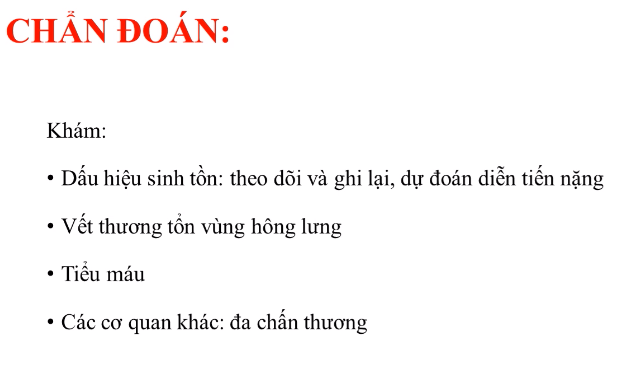 CHẨN ĐOÁN:
Khám:
• Dấu hiệu sinh tồn: theo dõi và ghi lại, dự đoán diễn tiến nặng
• Vết thương tổn vùng hông lưng
• Tiểu máu
• Các cơ quan khác: đa chấn thương